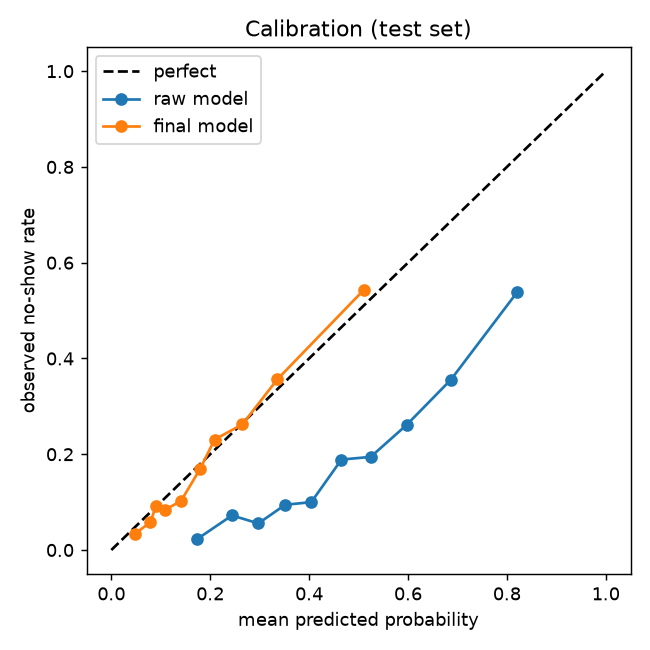 Calibration (test set)
perfect
raw model
final model
observed no-show rate
1.0
0.8
0.6
0.4
0.2
0.0
0.0 0.2 0.4 0.6 0.8 1.0
mean predicted probability